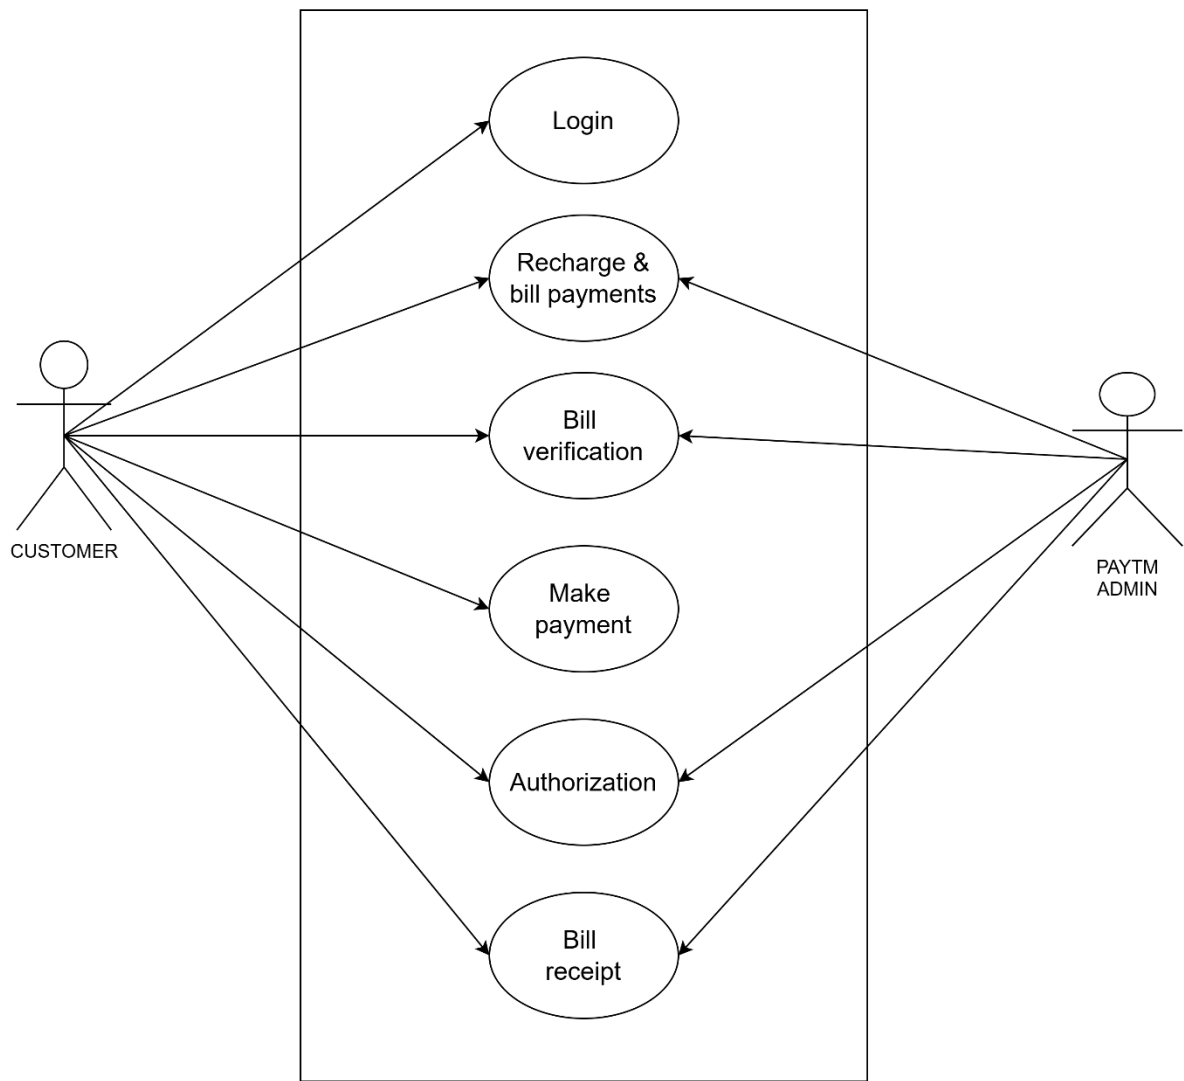 Login
Recharge &
bill payments
Bill
verification
CUSTOMER
PAYTM
ADMIN
Make
payment
Authorization
Bill
receipt